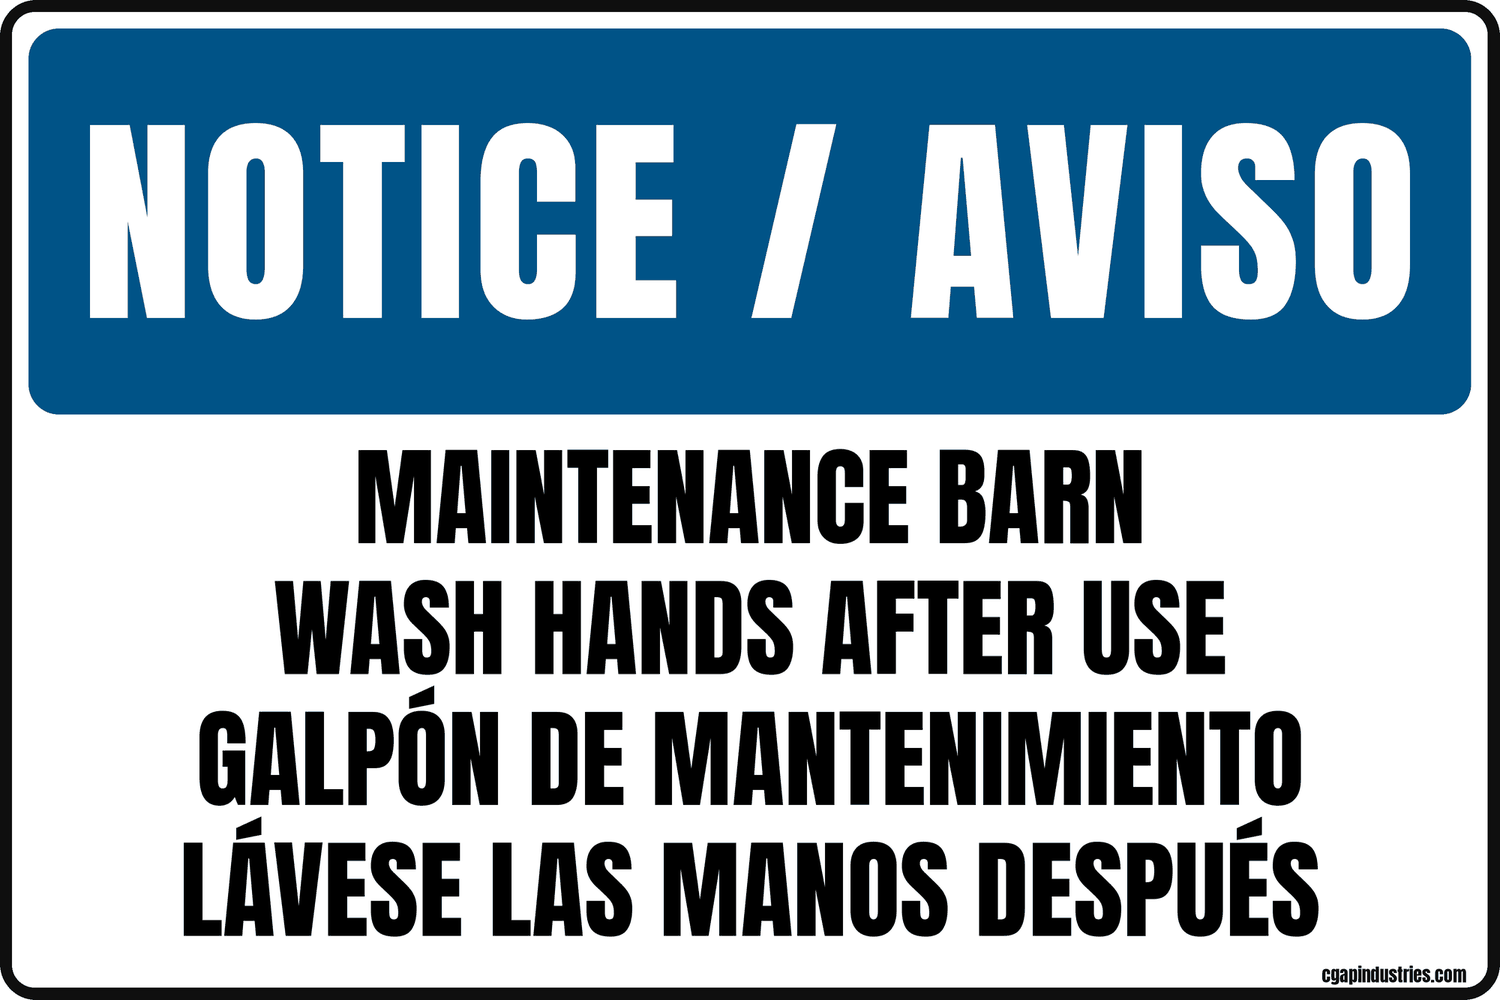 NOTICE / AVISO
MAINTENANCE BARN
WASH HANDS AFTER USE
GALPÓN DE MANTENIMIENTO
LÁVESE LAS MANOS DESPUÉS
cgapindustries.com